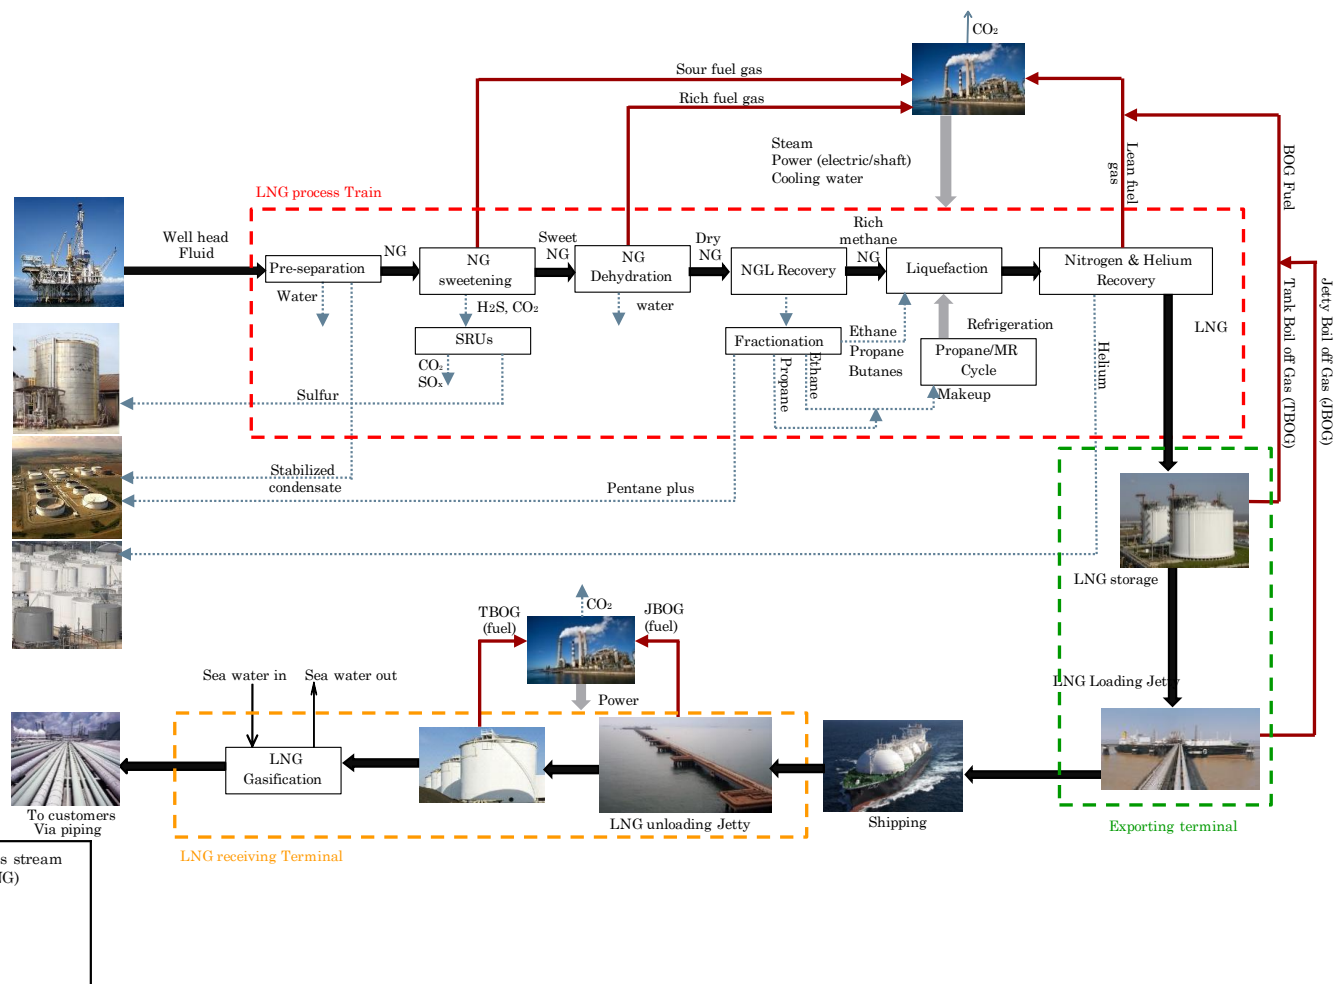 CO₂
Sour fuel gas
Rich fuel gas
Steam
Power (electric/shaft)
Cooling water
Lean fuel
gas
BOG Fuel
LNG process Train
Well head
Fluid
Pre-separation
NG
NG
sweetening
Sweet
NG
NG
Dehydration
Dry
NG
NGL Recovery
Rich
methane
NG
Liquefaction
Nitrogen & Helium
Recovery
Water
H2S, CO₂
water
SRUs
CO₂
SOₓ
Fractionation
Ethane
Propane
Butanes
Refrigeration
Propane/MR
Cycle
Makeup
Propane
Ethane
Helium
LNG
Tank Boil off Gas (TBOG)
Jetty Boil off Gas (JBOG)
Sulfur
Stabilized
condensate
Pentane plus
LNG storage
LNG Loading Jetty
Exporting terminal
TBOG
(fuel)
CO₂
JBOG
(fuel)
Power
Sea water in
Sea water out
LNG
Gasification
To customers
Via piping
LNG unloading Jetty
Shipping
LNG receiving Terminal
s stream
NG)